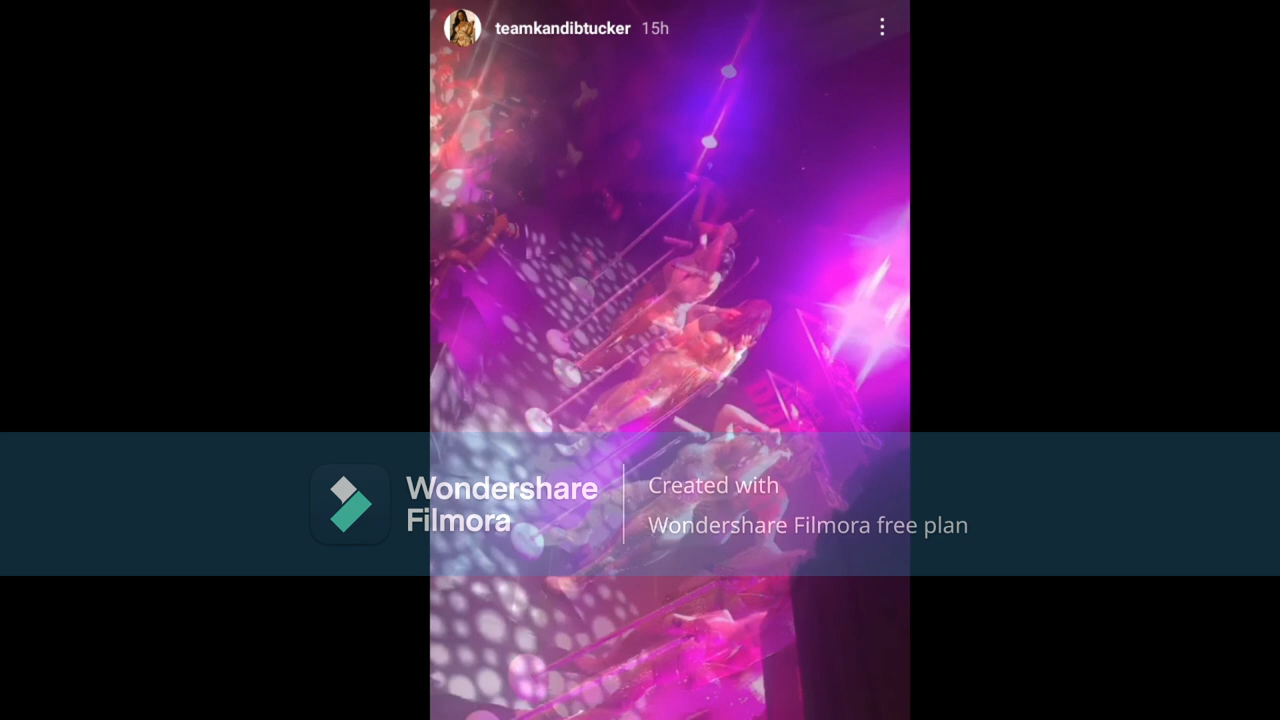 teamkandibtucker 15h
Wondershare
Filmora
Created with
Wondershare Filmora free plan